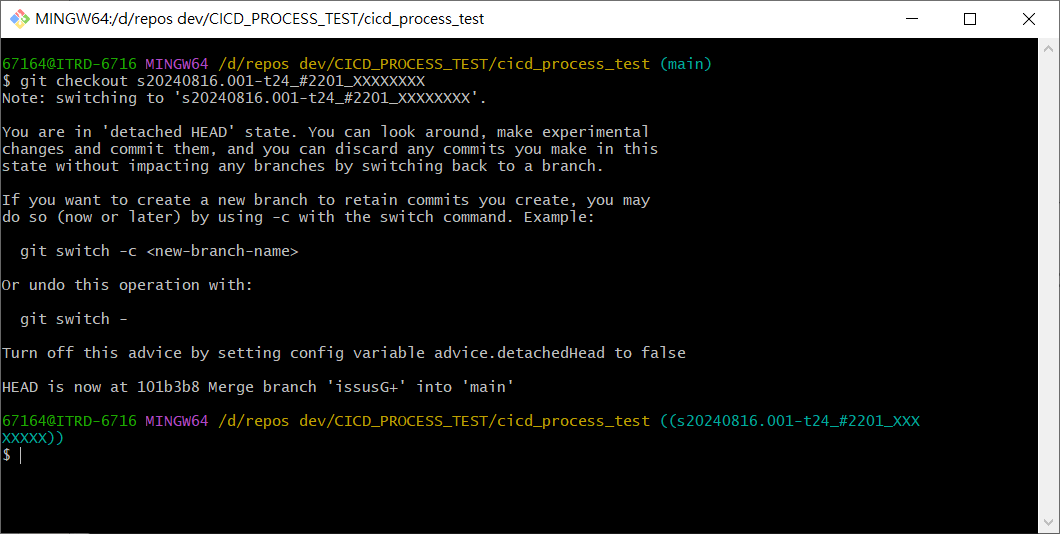 MINGW64:/d/repos dev/CICD_PROCESS_TEST/cicd_process_test
67164@ITRD-6716 MINGW64 /d/repos dev/CICD_PROCESS_TEST/cicd_process_test (main)
$ git checkout s20240816.001-t24_#2201_XXXXXXXX
Note: switching to 's20240816.001-t24_#2201_XXXXXXXX'.
You are in 'detached HEAD' state. You can look around, make experimental
changes and commit them, and you can discard any commits you make in this
state without impacting any branches by switching back to a branch.
If you want to create a new branch to retain commits you create, you may
do so (now or later) by using -c with the switch command. Example:
git switch -c <new-branch-name>
Or undo this operation with:
git switch -
Turn off this advice by setting config variable advice.detachedHead to false
HEAD is now at 101b3b8 Merge branch 'issusG+' into 'main'
67164@ITRD-6716 MINGW64 /d/repos dev/CICD_PROCESS_TEST/cicd_process_test ((s20240816.001-t24_#2201_XXX
XXXXX))
$